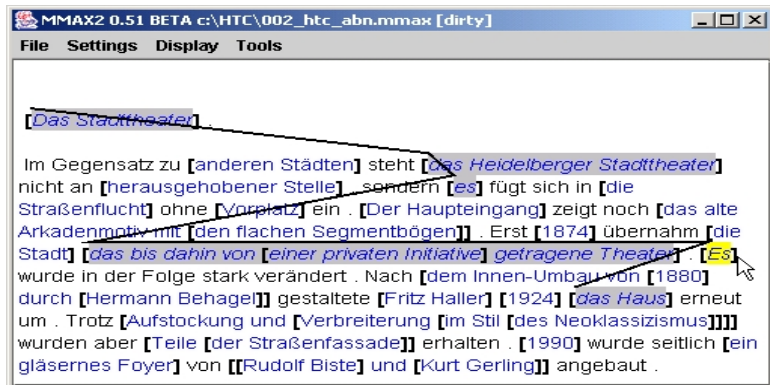 MMAX2 0.51 BETA c:\HTC\002_htc_abn.mmax [dirty]
File Settings Display Tools
[Das Stadttheater] .
Im Gegensatz zu [anderen Städten] steht [das Heidelberger Stadttheater]
nicht an [herausgehobener Stelle] , sondern [es] fügt sich in [die
Straßenflucht] ohne [Vorplatz] ein . [Der Haupteingang] zeigt noch [das alte
Arkadenmotiv mit [den flachen Segmentbögen]] . Erst [1874] übernahm [die
Stadt] [das bis dahin von [einer privaten Initiative] getragene Theater] . [Es]
wurde in der Folge stark verändert . Nach [dem Innen-Umbau von [1880]
durch [Hermann Behagel]] gestaltete [Fritz Haller] [1924] [das Haus] erneut
um . Trotz [Aufstockung und [Verbreiterung [im Stil [des Neoklassizismus]]]]
wurden aber [Teile [der Straßenfassade]] erhalten . [1990] wurde seitlich [ein
gläsernes Foyer] von [[Rudolf Biste] und [Kurt Gerling]] angebaut .